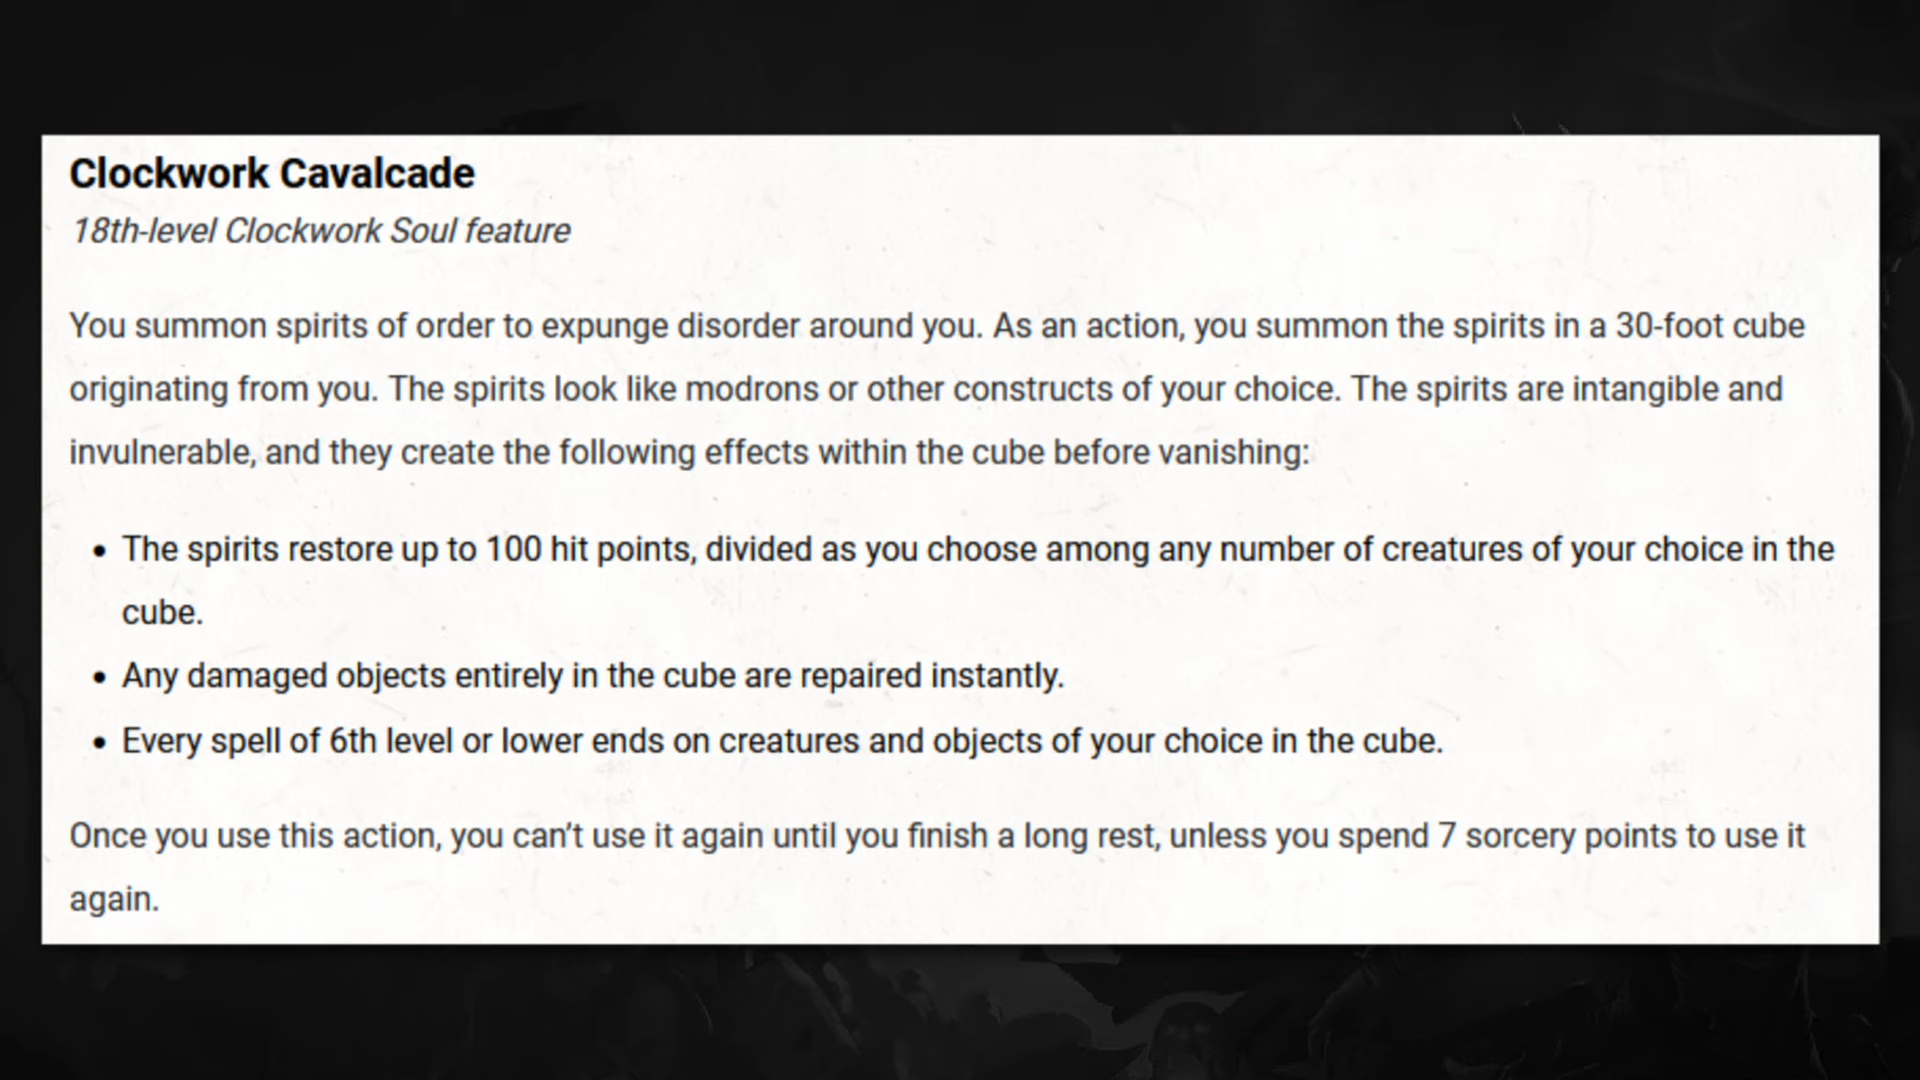 Clockwork Cavalcade
18th-level Clockwork Soul feature
You summon spirits of order to expunge disorder around you. As an action, you summon the spirits in a 30-foot cube
originating from you. The spirits look like modrons or other constructs of your choice. The spirits are intangible and
invulnerable, and they create the following effects within the cube before vanishing:
• The spirits restore up to 100 hit points, divided as you choose among any number of creatures of your choice in the
cube.
• Any damaged objects entirely in the cube are repaired instantly.
• Every spell of 6th level or lower ends on creatures and objects of your choice in the cube.
Once you use this action, you can’t use it again until you finish a long rest, unless you spend 7 sorcery points to use it
again.